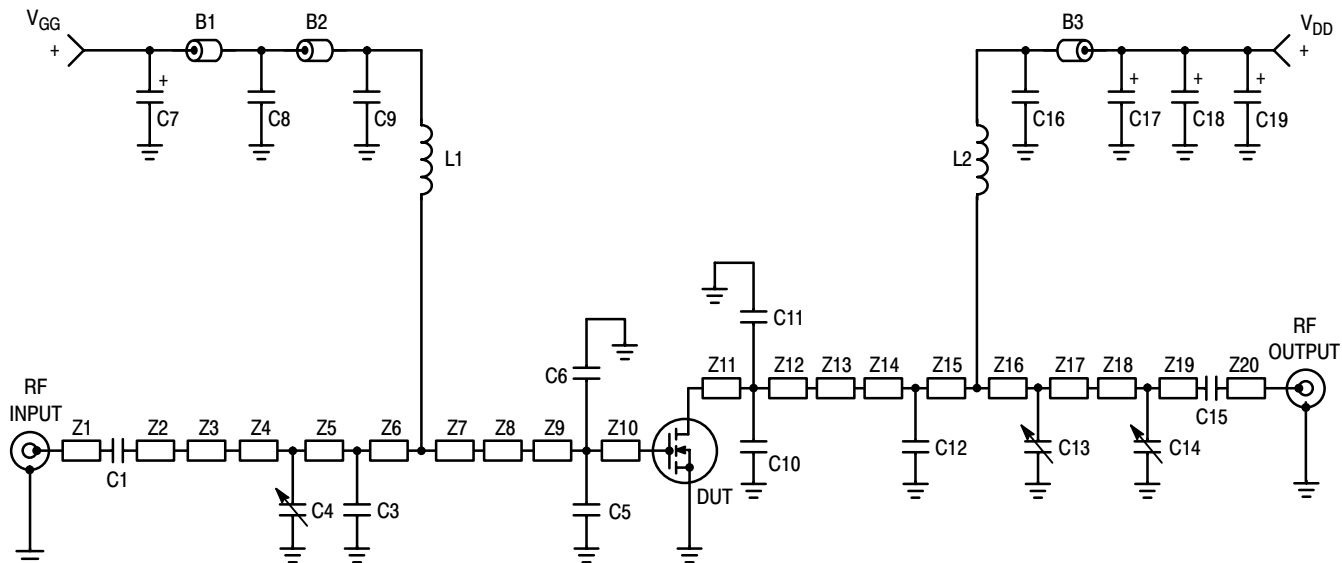 VGG
+
B1
B2
B3
VDD
+
+
C7
C8
C9
L1
L2
C16
+
C17
+
C18
+
C19
C11
C6
RF
INPUT
Z1
C1
Z2
Z3
Z4
Z5
Z6
Z7
Z8
Z9
Z10
Z11
Z12
Z13
Z14
Z15
Z16
Z17
Z18
Z19
C15
Z20
RF
OUTPUT
C4
C3
C5
DUT
C10
C12
C13
C14